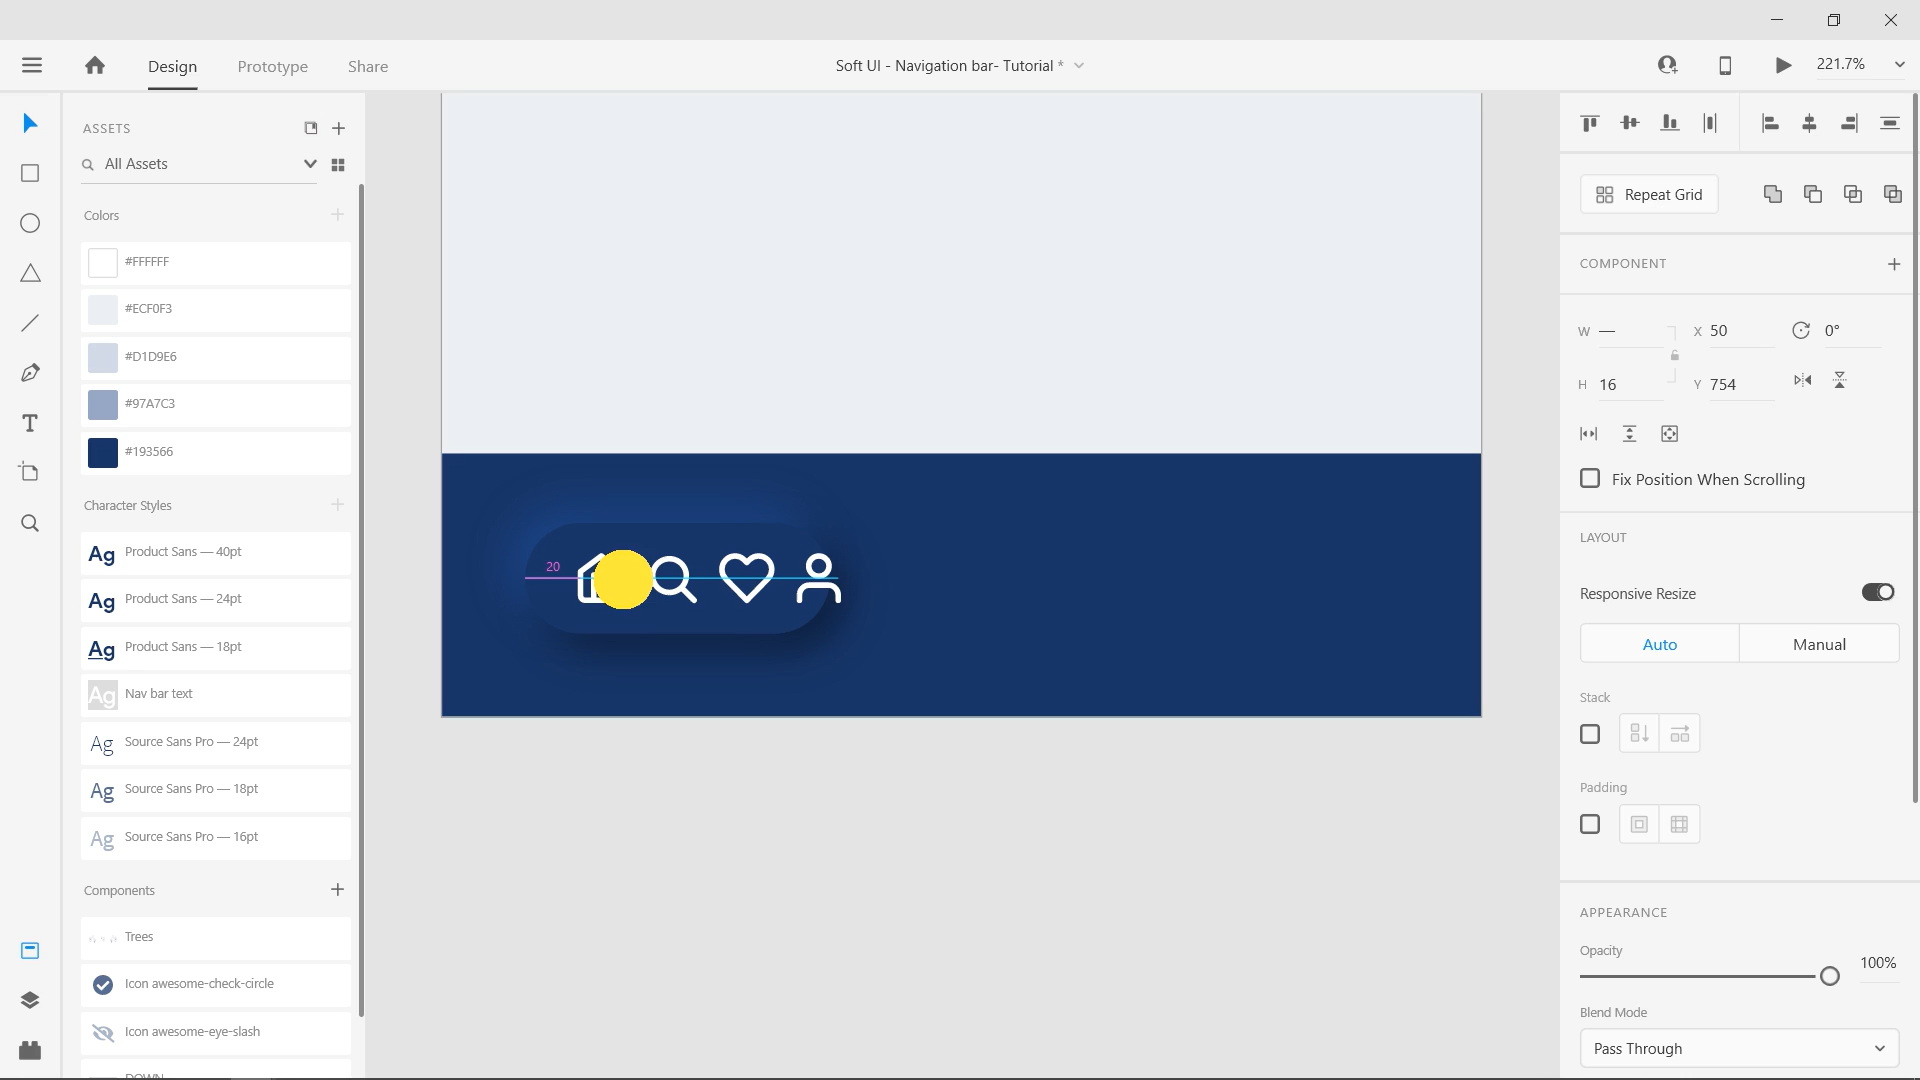 Design
Prototype
Share
Soft UI - Navigation bar- Tutorial *
221.7%
ASSETS
All Assets
Colors
#FFFFFF
#ECF0F3
#D1D9E6
#97A7C3
#193566
Character Styles
Ag Product Sans — 40pt
Ag Product Sans — 24pt
Ag Product Sans — 18pt
Ag Nav bar text
Ag Source Sans Pro — 24pt
Ag Source Sans Pro — 18pt
Ag Source Sans Pro — 16pt
Components
Trees
Icon awesome-check-circle
Icon awesome-eye-slash
DOWN
20
Repeat Grid
COMPONENT
W — X 50 0°
H 16 Y 754
Fix Position When Scrolling
LAYOUT
Responsive Resize
Auto
Manual
Stack
Padding
APPEARANCE
Opacity
100%
Blend Mode
Pass Through